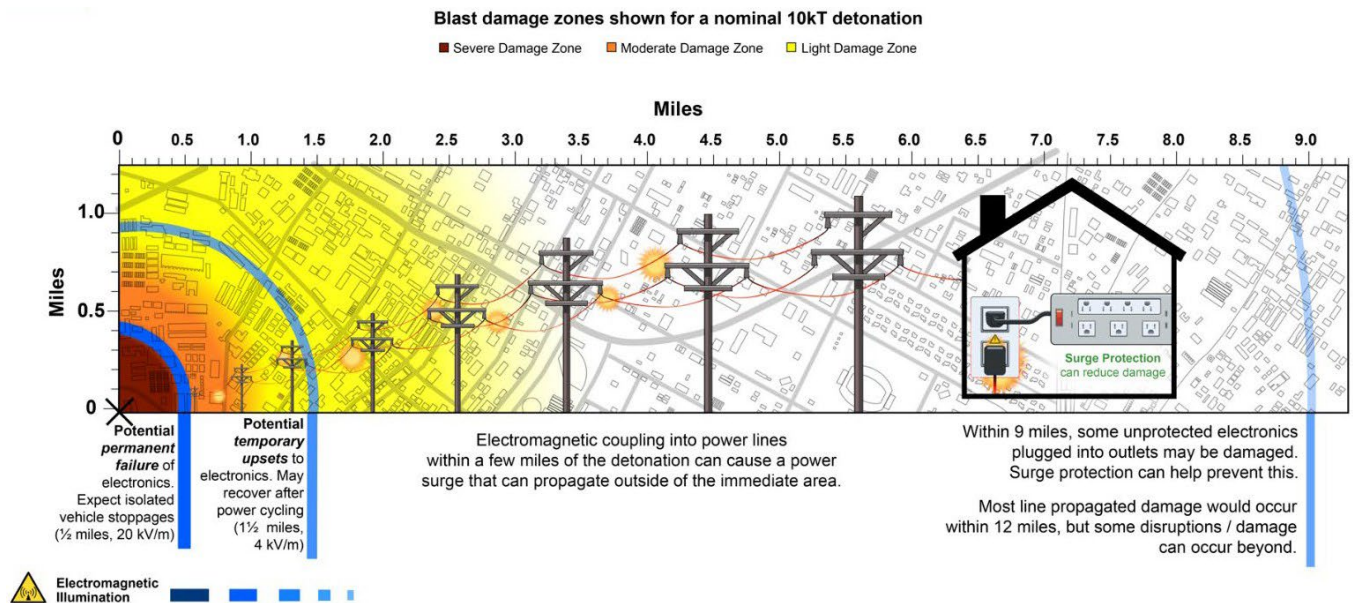 Blast damage zones shown for a nominal 10kT detonation
Severe Damage Zone Moderate Damage Zone Light Damage Zone
Miles
0 0.5 1.0 1.5 2.0 2.5 3.0 3.5 4.0 4.5 5.0 5.5 6.0 6.5 7.0 7.5 8.0 8.5 9.0
Miles
1.0
0.5
0
Surge Protection
can reduce damage
Potential
permanent
failure of
electronics.
Expect isolated
vehicle stoppages
(½ miles, 20 kV/m)
Potential
temporary
upsets to
electronics. May
recover after
power cycling
(1½ miles,
4 kV/m)
Electromagnetic coupling into power lines
within a few miles of the detonation can cause a power
surge that can propagate outside of the immediate area.
Within 9 miles, some unprotected electronics
plugged into outlets may be damaged.
Surge protection can help prevent this.
Most line propagated damage would occur
within 12 miles, but some disruptions / damage
can occur beyond.
Electromagnetic
Illumination